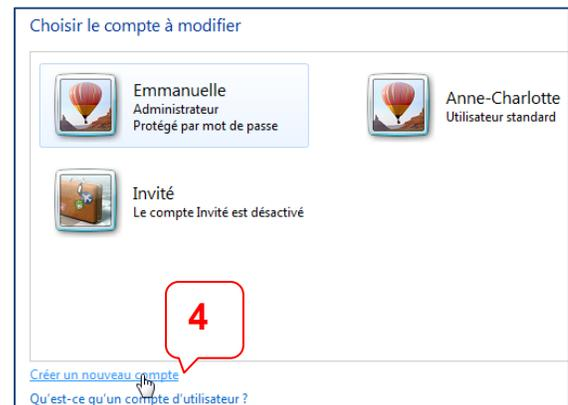 Choisir le compte à modifier
Emmanuelle
Administrateur
Protégé par mot de passe
Anne-Charlotte
Utilisateur standard
Invité
Le compte Invité est désactivé
4
Créer un nouveau compte
Qu'est-ce qu'un compte d'utilisateur ?